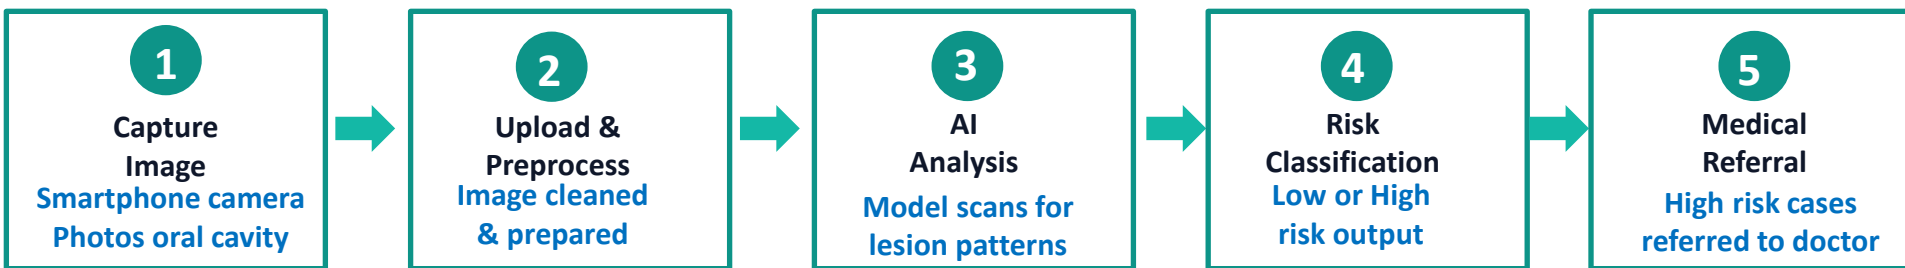 1
Capture
Image
Smartphone camera
Photos oral cavity
2
Upload &
Preprocess
Image cleaned
& prepared
3
AI
Analysis
Model scans for
lesion patterns
4
Risk
Classification
Low or High
risk output
5
Medical
Referral
High risk cases
referred to doctor